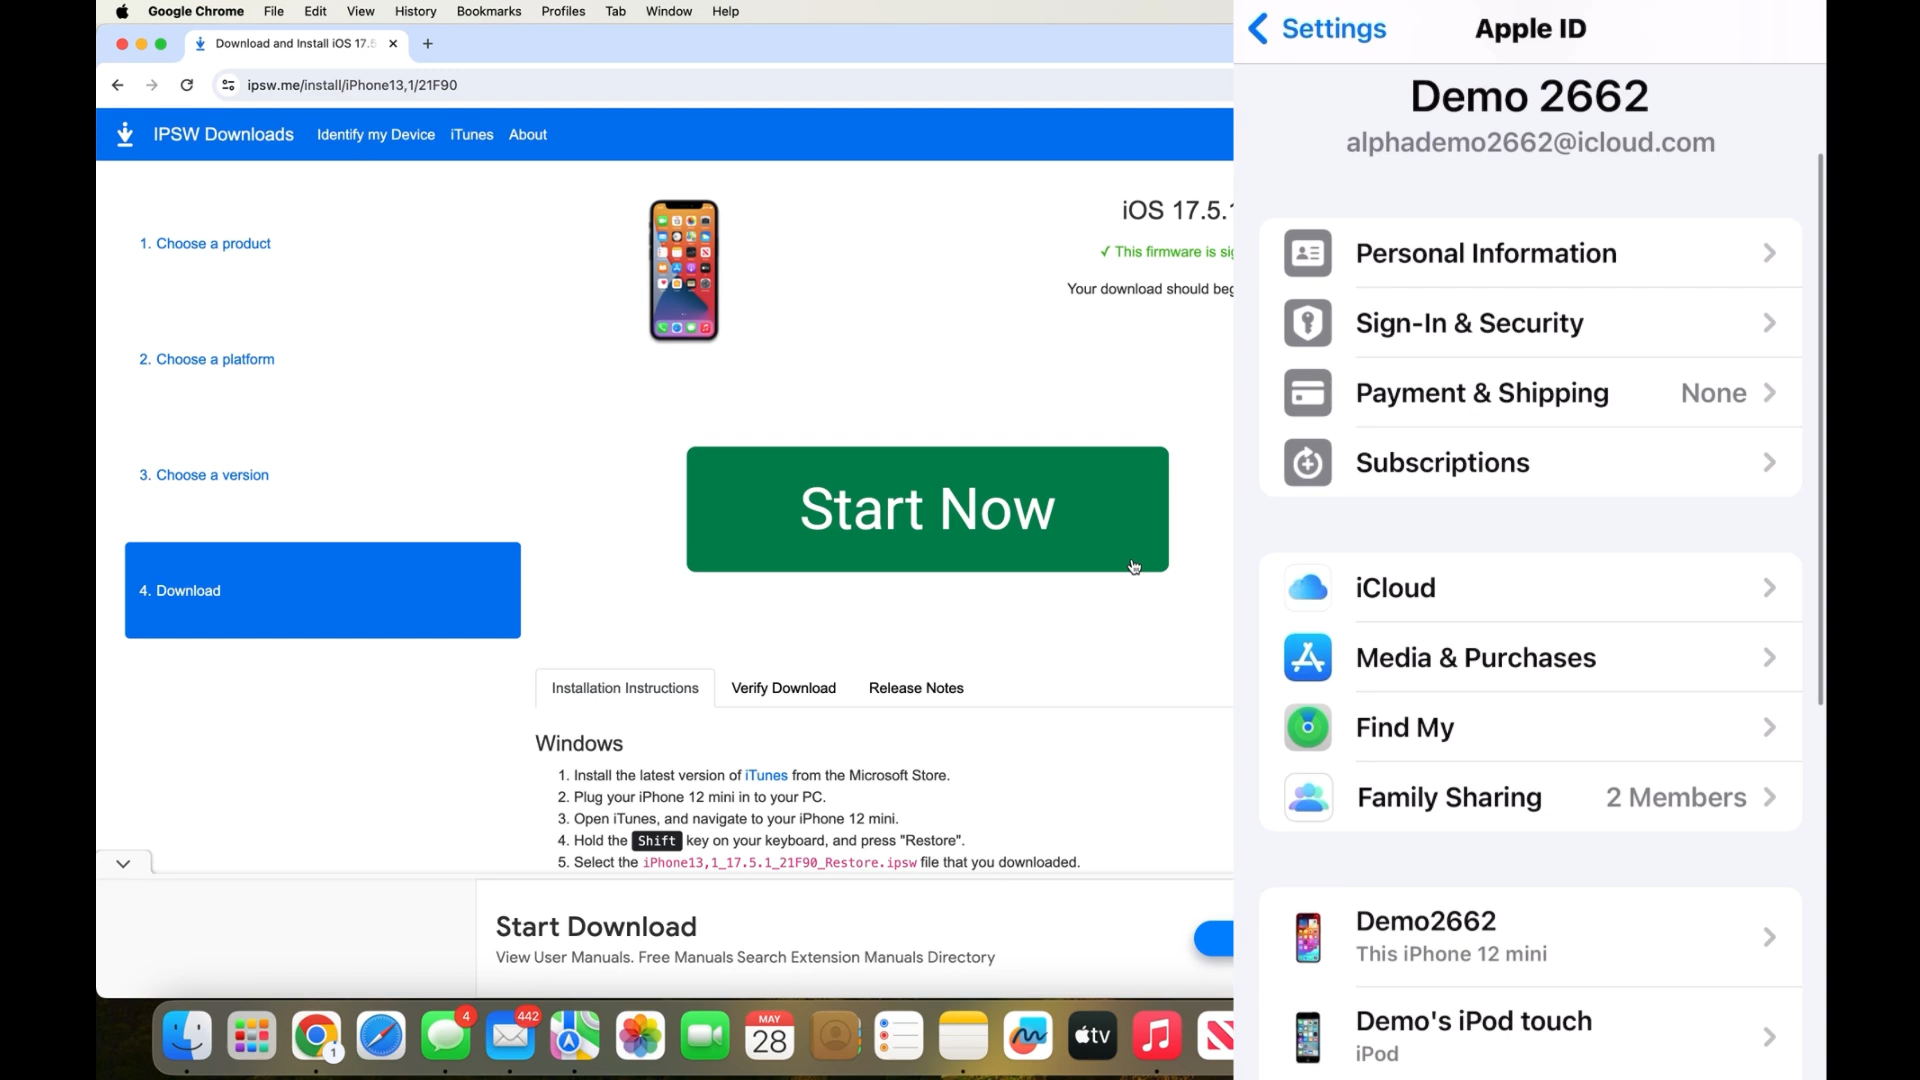 Google Chrome File Edit View History Bookmarks Profiles Tab Window Help
Download and Install iOS 17.5
ipsw.me/install/iPhone13,1/21F90
IPSW Downloads Identify my Device iTunes About
1. Choose a product
2. Choose a platform
3. Choose a version
4. Download
iOS 17.5.1
✓ This firmware is sig
Your download should beg
Start Now
Installation Instructions Verify Download Release Notes
Windows
1. Install the latest version of iTunes from the Microsoft Store.
2. Plug your iPhone 12 mini in to your PC.
3. Open iTunes, and navigate to your iPhone 12 mini.
4. Hold the Shift key on your keyboard, and press "Restore".
5. Select the iPhone13,1_17.5.1_21F90_Restore.ipsw file that you downloaded.
Start Download
View User Manuals. Free Manuals Search Extension Manuals Directory
1
4
442
MAY
28
tv
Settings Apple ID
Demo 2662
alphademo2662@icloud.com
Personal Information
Sign-In & Security
Payment & Shipping None
Subscriptions
iCloud
Media & Purchases
Find My
Family Sharing 2 Members
Demo2662
This iPhone 12 mini
Demo's iPod touch
iPod